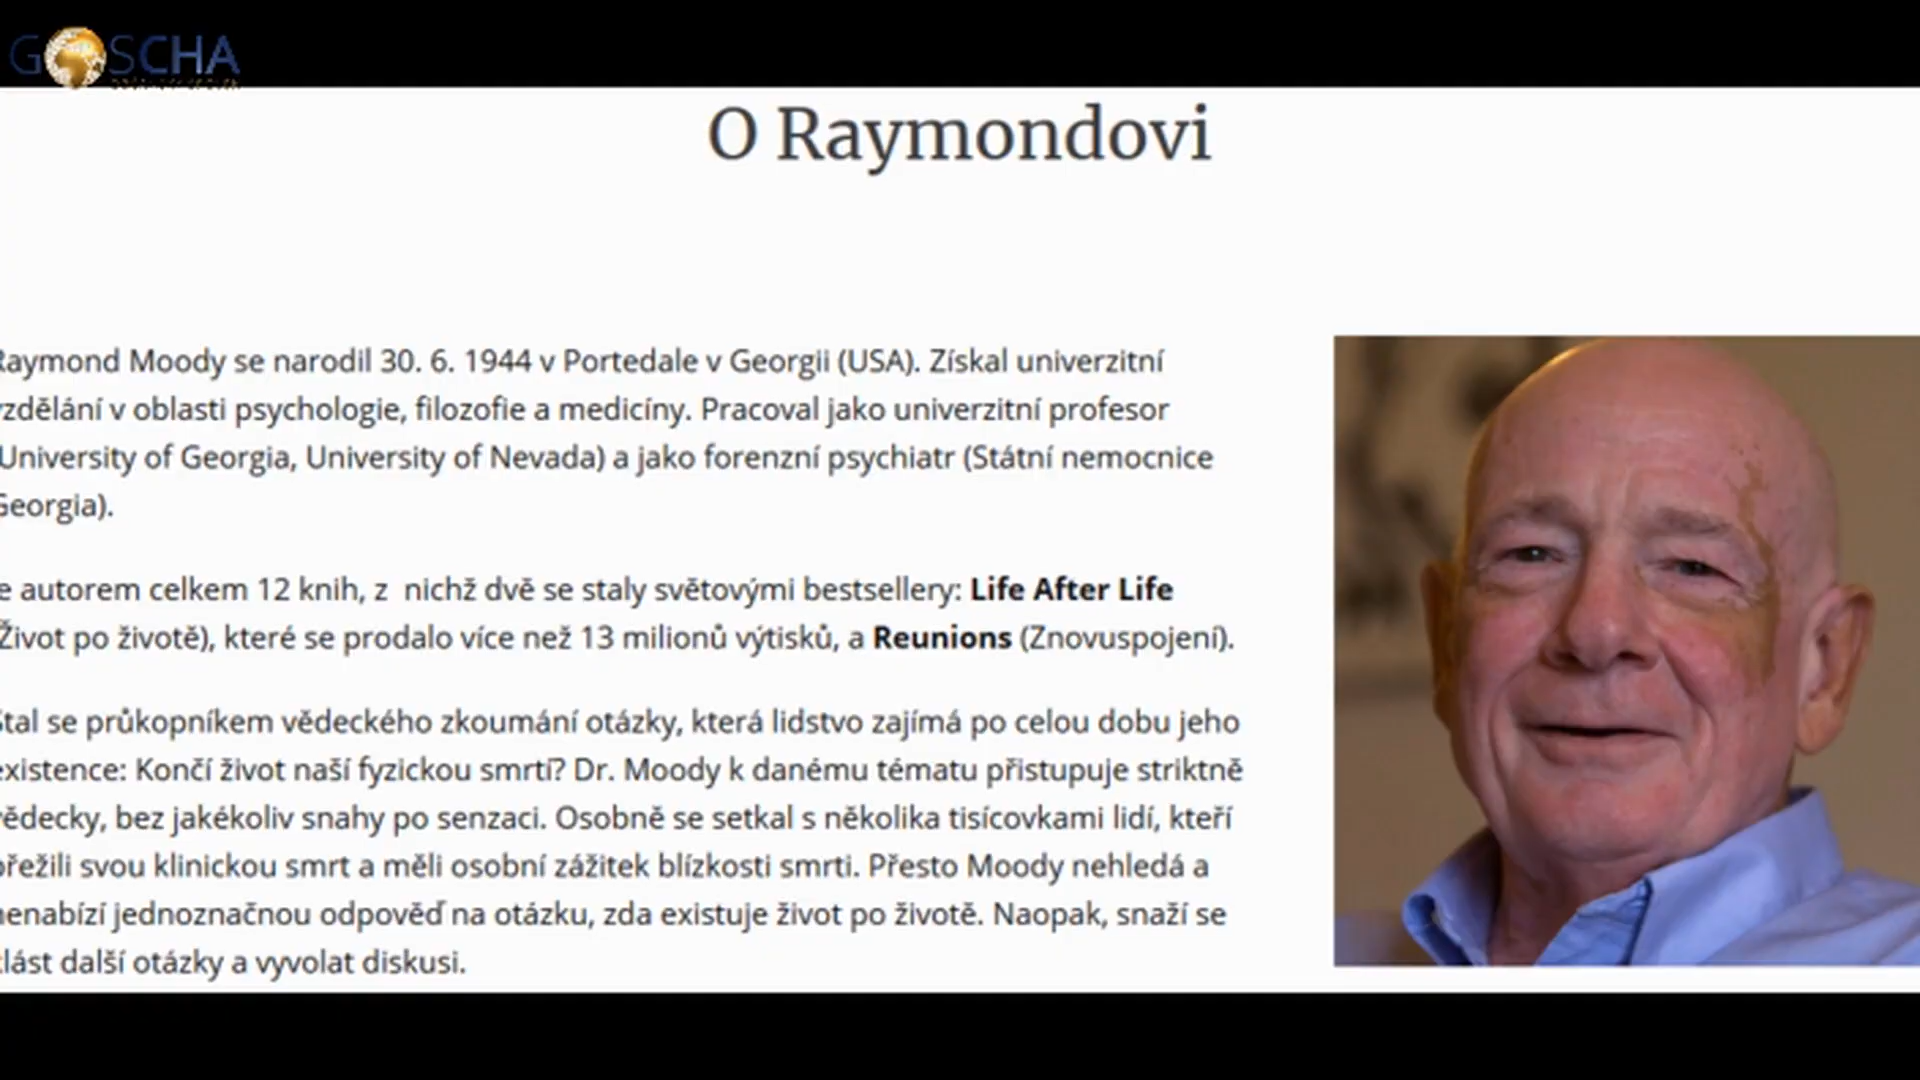 GOSCHA
O Raymondovi
Raymond Moody se narodil 30. 6. 1944 v Portedale v Georgii (USA). Získal univerzitní
vzdělání v oblasti psychologie, filozofie a medicíny. Pracoval jako univerzitní profesor
(University of Georgia, University of Nevada) a jako forenzní psychiatr (Státní nemocnice
Georgia).
Je autorem celkem 12 knih, z nichž dvě se staly světovými bestsellery: Life After Life
(Život po životě), které se prodalo více než 13 milionů výtisků, a Reunions (Znovuspojení).
Stal se průkopníkem vědeckého zkoumání otázky, která lidstvo zajímá po celou dobu jeho
existence: Končí život naší fyzickou smrtí? Dr. Moody k danému tématu přistupuje striktně
vědecky, bez jakékoliv snahy po senzaci. Osobně se setkal s několika tisícovkami lidí, kteří
přežili svou klinickou smrt a měli osobní zážitek blízkosti smrti. Přesto Moody nehledá a
nenabízí jednoznačnou odpověď na otázku, zda existuje život po životě. Naopak, snaží se
klást další otázky a vyvolat diskusi.